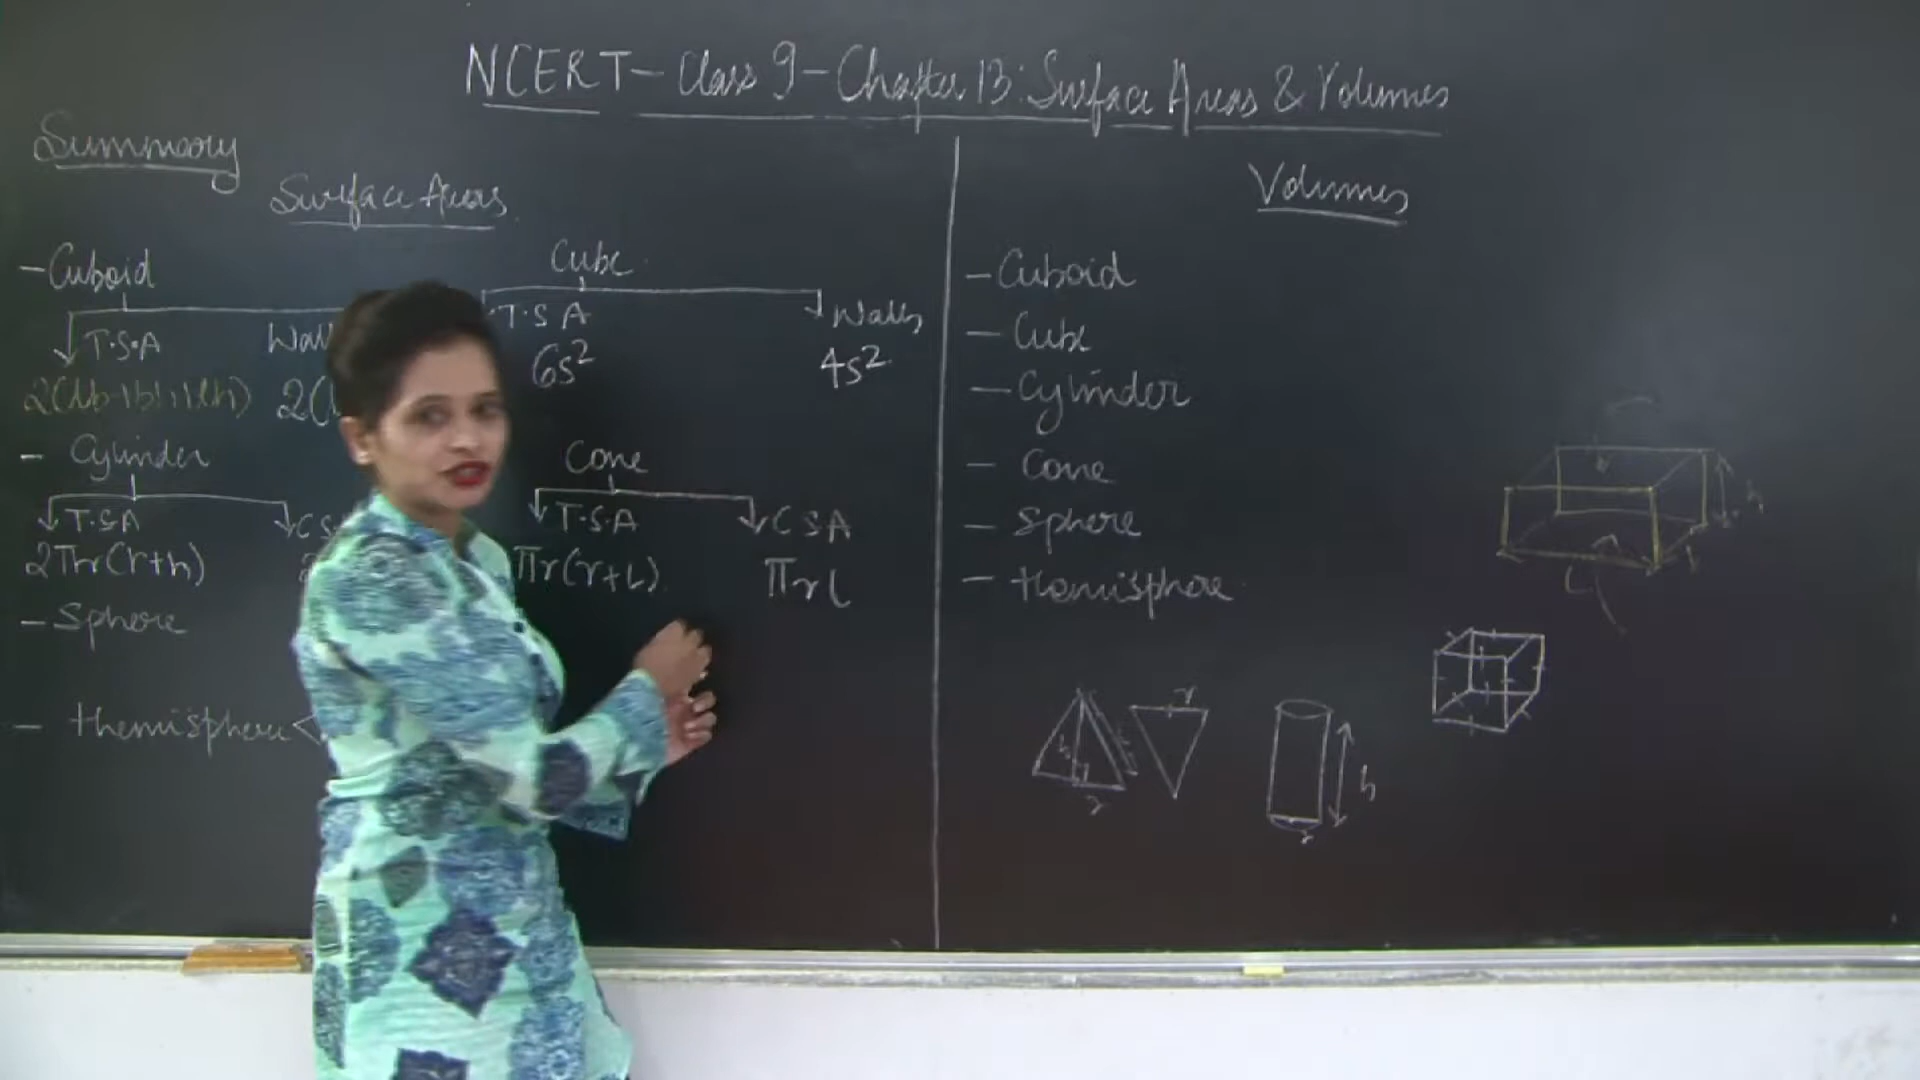 NCERT – Class 9 – Chapter 13: Surface Areas & Volumes
Summary
Surface Areas
– Cuboid
T.S.A
2(lb+bh+lh) 2(
Cube
T.S.A
6s²
Walls
4s²
– Cylinder
T.S.A
2πr(r+h)
Cone
T.S.A
πr(r+l)
CSA
πrl
– Sphere
– Hemisphere
Volumes
– Cuboid
– Cube
– Cylinder
– Cone
– Sphere
– Hemisphere
h
l
r
r
h
r